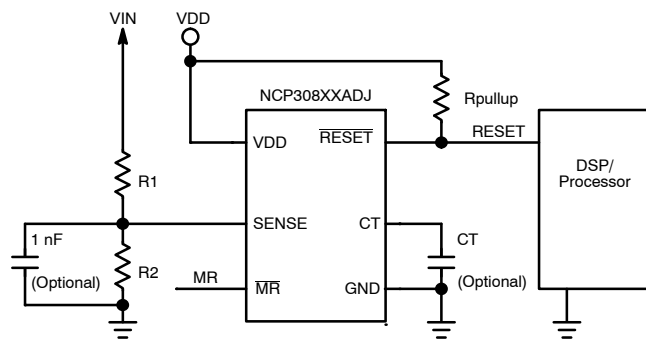 VIN
VDD
NCP308XXADJ
Rpullup
VDD
RESET
RESET
DSP/
Processor
R1
SENSE
CT
1 nF
(Optional)
R2
CT
(Optional)
MR
MR
GND